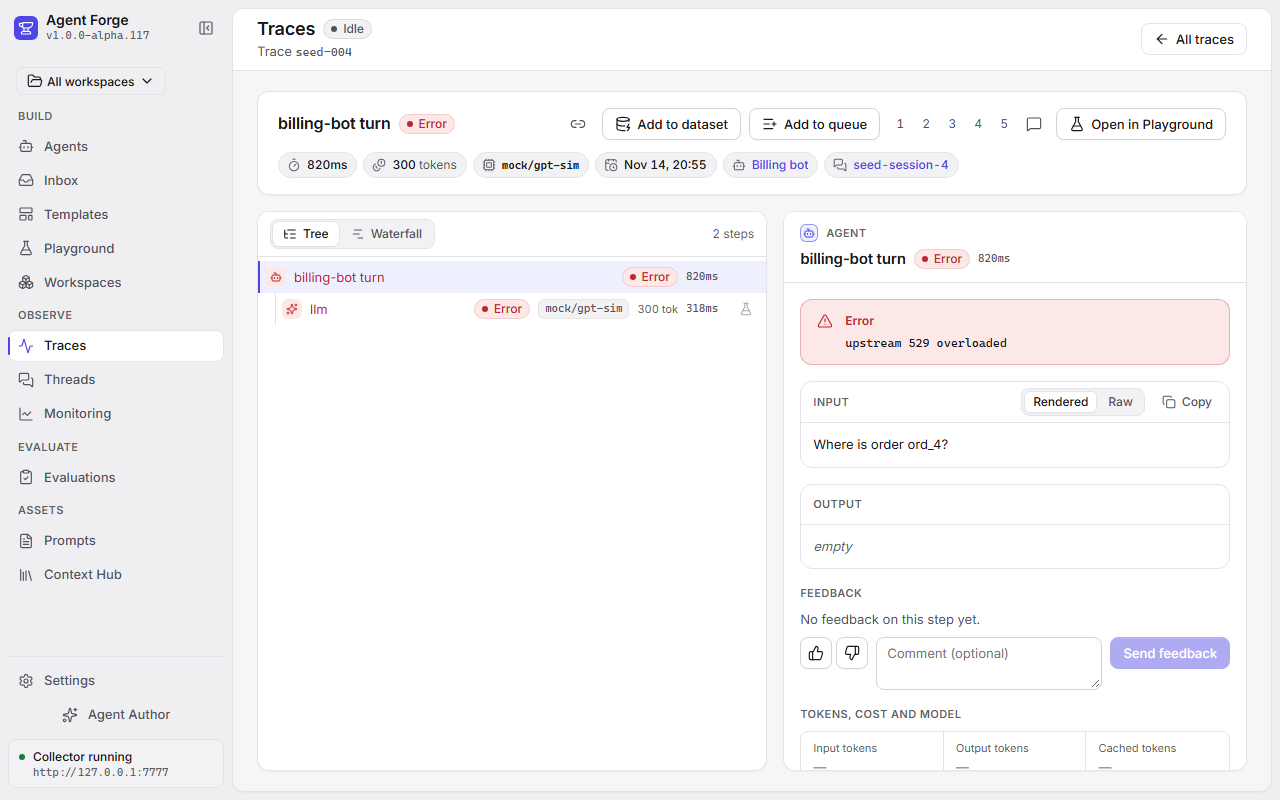 Agent Forge
v1.0.0-alpha.117
All workspaces
BUILD
Agents
Inbox
Templates
Playground
Workspaces
OBSERVE
Traces
Threads
Monitoring
EVALUATE
Evaluations
ASSETS
Prompts
Context Hub
Settings
Agent Author
Collector running
http://127.0.0.1:7777
Traces Idle
Trace seed-004
All traces
billing-bot turn Error Add to dataset Add to queue 1 2 3 4 5 Open in Playground
820ms 300 tokens mock/gpt-sim Nov 14, 20:55 Billing bot seed-session-4
Tree Waterfall 2 steps
billing-bot turn Error 820ms
llm Error mock/gpt-sim 300 tok 318ms
AGENT
billing-bot turn Error 820ms
Error
upstream 529 overloaded
INPUT Rendered Raw Copy
Where is order ord_4?
OUTPUT
empty
FEEDBACK
No feedback on this step yet.
Comment (optional) Send feedback
TOKENS, COST AND MODEL
Input tokens Output tokens Cached tokens
— — —